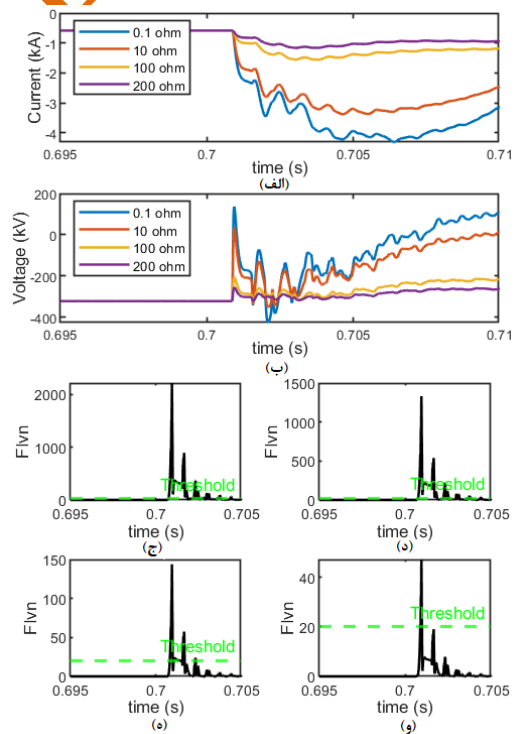 Current (kA)
0
-1
-2
-3
-4
0.1 ohm
10 ohm
100 ohm
200 ohm
0.695 0.7 0.705 0.71
time (s)
(الف)
Voltage (kV)
200
0
-200
-400
0.1 ohm
10 ohm
100 ohm
200 ohm
0.695 0.7 0.705 0.71
time (s)
(ب)
FIvn
2000
1000
0
Threshold
0.695 0.7 0.705
time (s)
(ج)
FIvn
1500
1000
500
0
Threshold
0.695 0.7 0.705
time (s)
(د)
FIvn
150
100
50
0
Threshold
0.695 0.7 0.705
time (s)
(ه)
FIvn
40
20
0
Threshold
0.695 0.7 0.705
time (s)
(و)